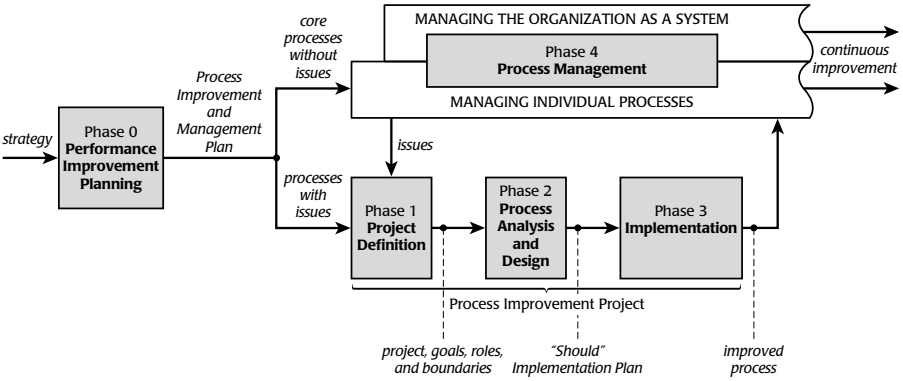 strategy
Phase 0
Performance
Improvement
Planning
Process
Improvement
and
Management
Plan
core
processes
without
issues
processes
with
issues
MANAGING THE ORGANIZATION AS A SYSTEM
Phase 4
Process Management
MANAGING INDIVIDUAL PROCESSES
continuous
improvement
issues
Phase 1
Project
Definition
Phase 2
Process
Analysis
and
Design
Phase 3
Implementation
Process Improvement Project
project, goals, roles,
and boundaries
“Should”
Implementation Plan
improved
process